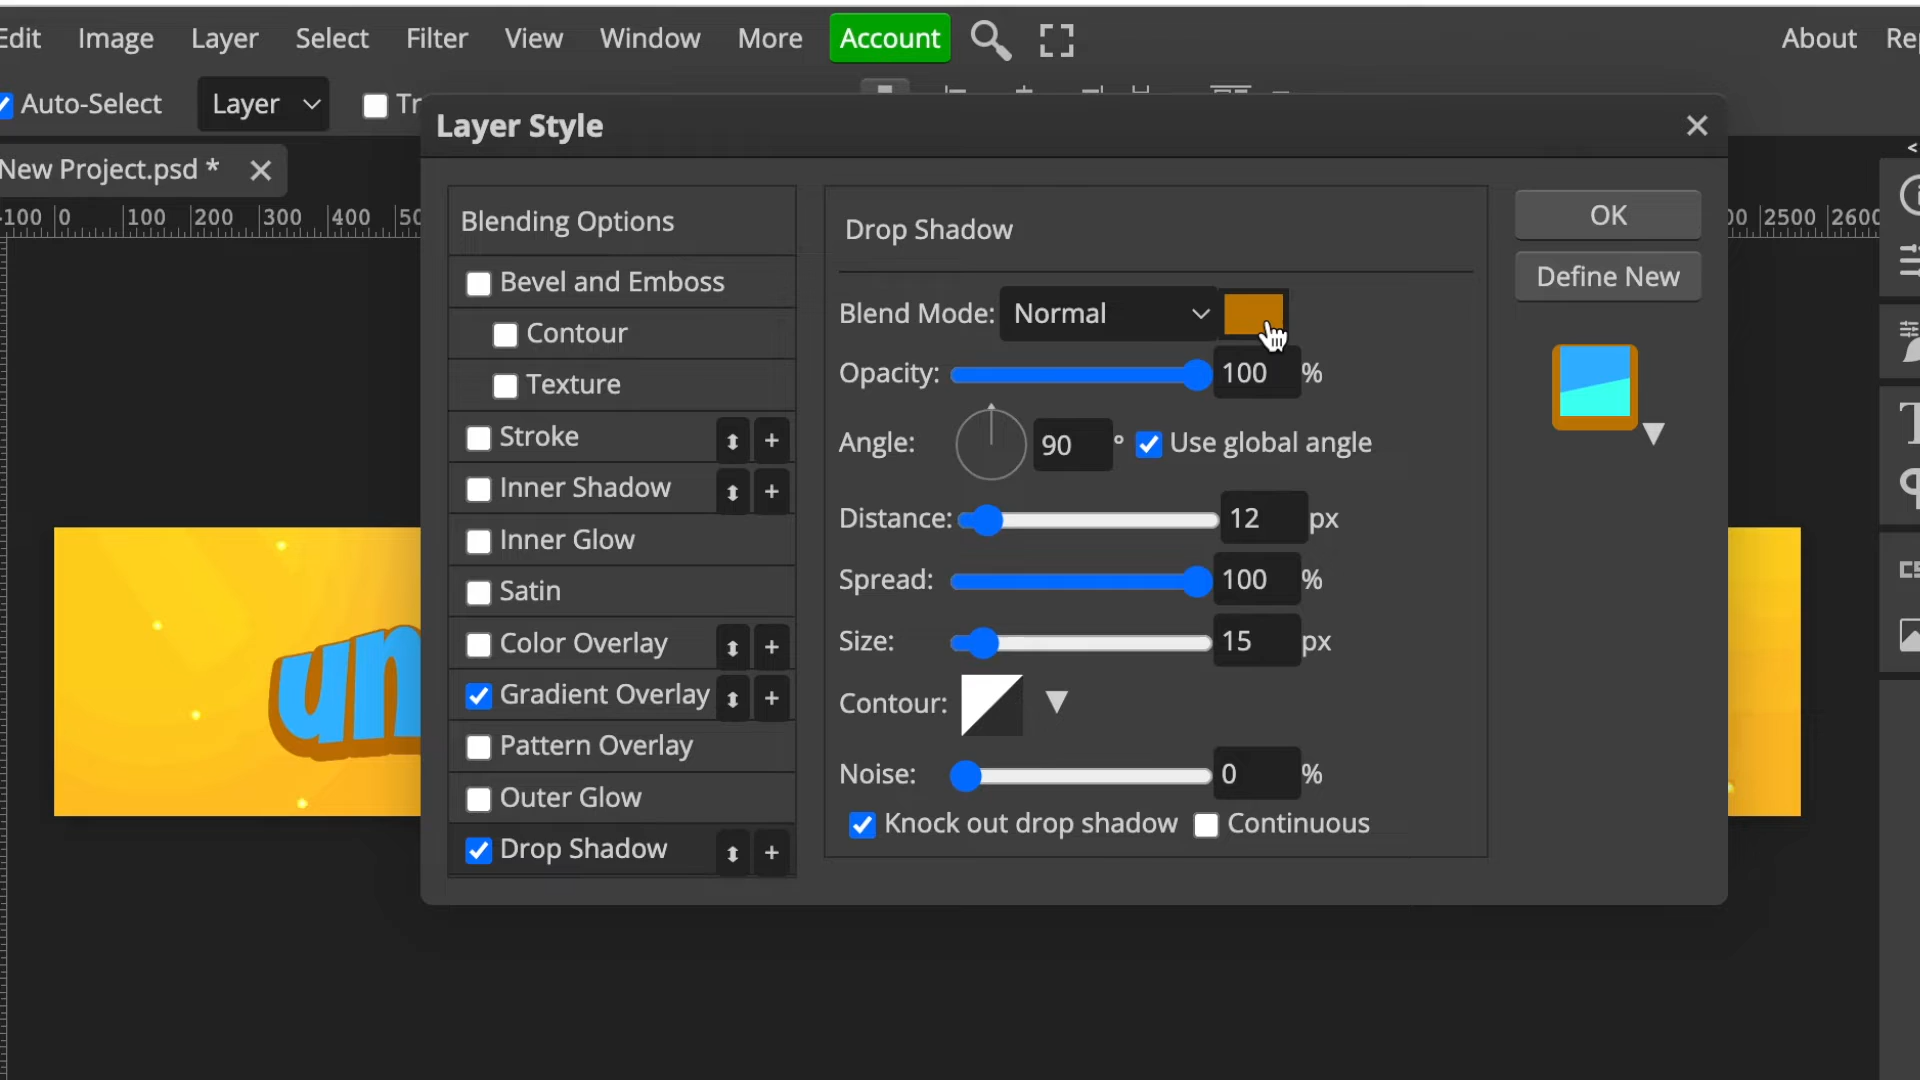 Edit Image Layer Select Filter View Window More Account About
Auto-Select Layer
Layer Style
New Project.psd *
0 100 200 300 400 2500 2600
Blending Options
Bevel and Emboss
Contour
Texture
Stroke
Inner Shadow
Inner Glow
Satin
Color Overlay
Gradient Overlay
Pattern Overlay
Outer Glow
Drop Shadow
Drop Shadow
Blend Mode: Normal
Opacity: 100 %
Angle: 90 ° Use global angle
Distance: 12 px
Spread: 100 %
Size: 15 px
Contour:
Noise: 0 %
Knock out drop shadow Continuous
OK
Define New
un